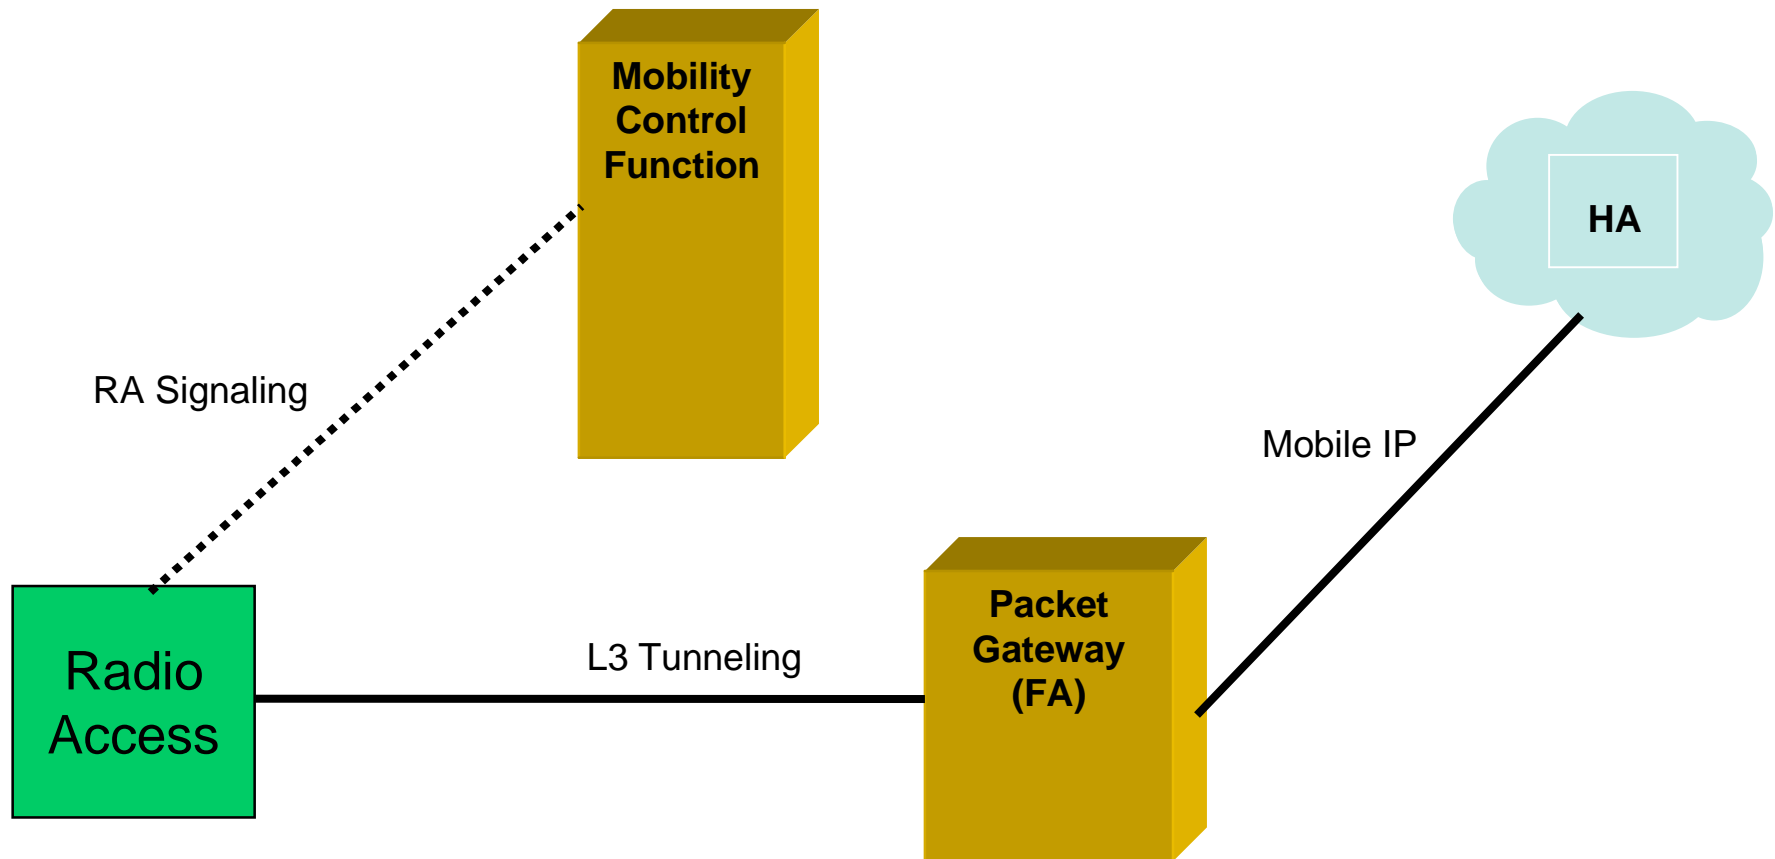 Mobility
Control
Function
HA
RA Signaling
Mobile IP
Radio
Access
L3 Tunneling
Packet
Gateway
(FA)